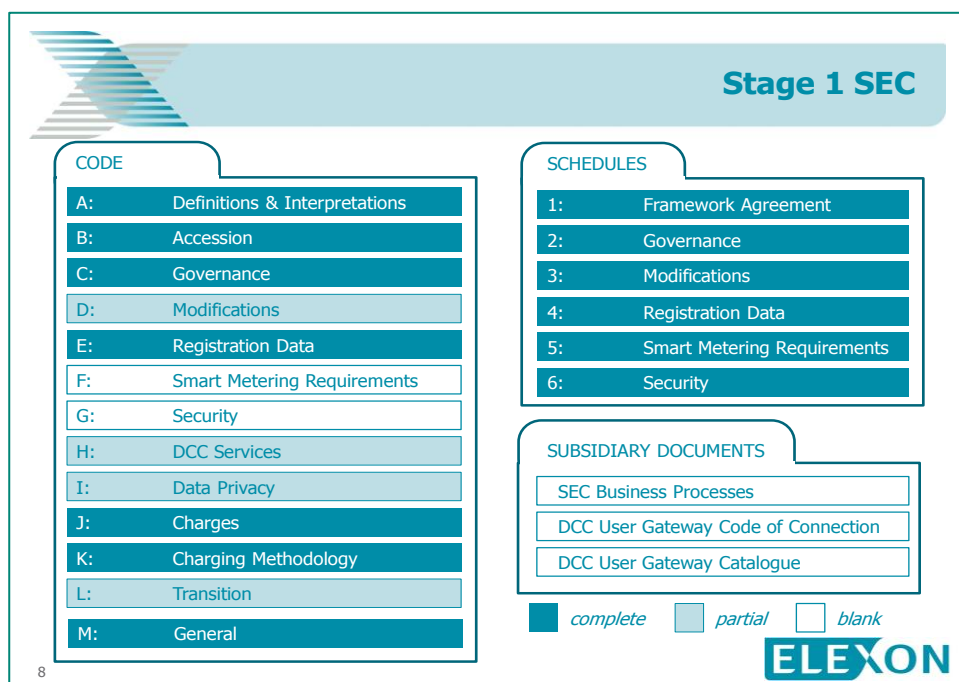 Stage 1 SEC
CODE
A: Definitions & Interpretations
B: Accession
C: Governance
D: Modifications
E: Registration Data
F: Smart Metering Requirements
G: Security
H: DCC Services
I: Data Privacy
J: Charges
K: Charging Methodology
L: Transition
M: General
SCHEDULES
1: Framework Agreement
2: Governance
3: Modifications
4: Registration Data
5: Smart Metering Requirements
6: Security
SUBSIDIARY DOCUMENTS
SEC Business Processes
DCC User Gateway Code of Connection
DCC User Gateway Catalogue
complete partial blank
8
ELEXON